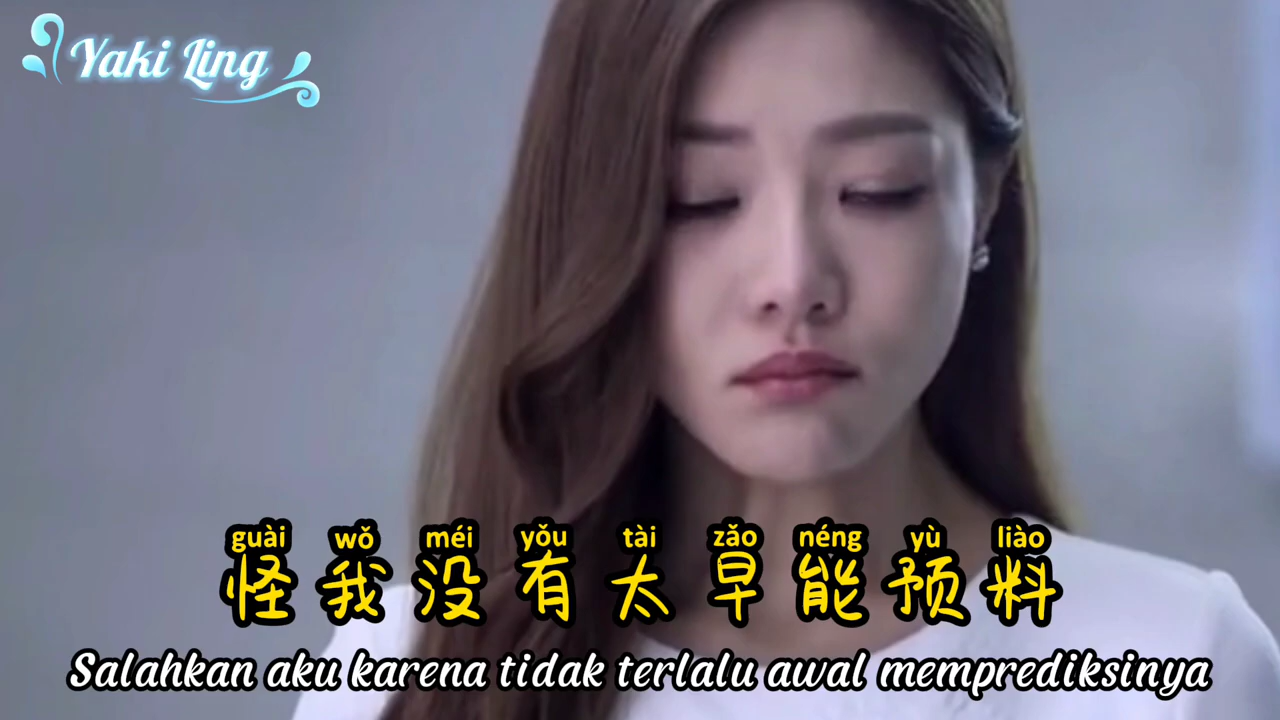 Yaki Ling
guài wǒ méi yǒu tài zǎo néng yù liào
怪我没有太早能预料
Salahkan aku karena tidak terlalu awal memprediksinya